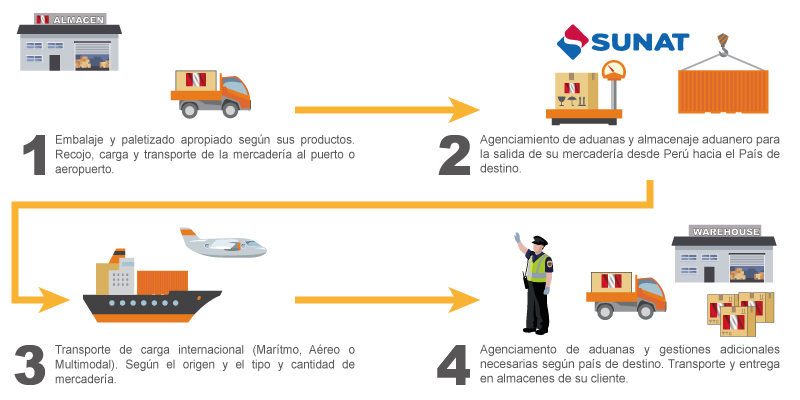 ALMACEN
SUNAT
1
Embalaje y paletizado apropiado según sus productos.
Recojo, carga y transporte de la mercadería al puerto o
aeropuerto.
2
Agenciamiento de aduanas y almacenaje aduanero para
la salida de su mercadería desde Perú hacia el País de
destino.
WAREHOUSE
3
Transporte de carga internacional (Marítmo, Aéreo o
Multimodal). Según el origen y el tipo y cantidad de
mercadería.
4
Agenciamento de aduanas y gestiones adicionales
necesarias según país de destino. Transporte y entrega
en almacenes de su cliente.